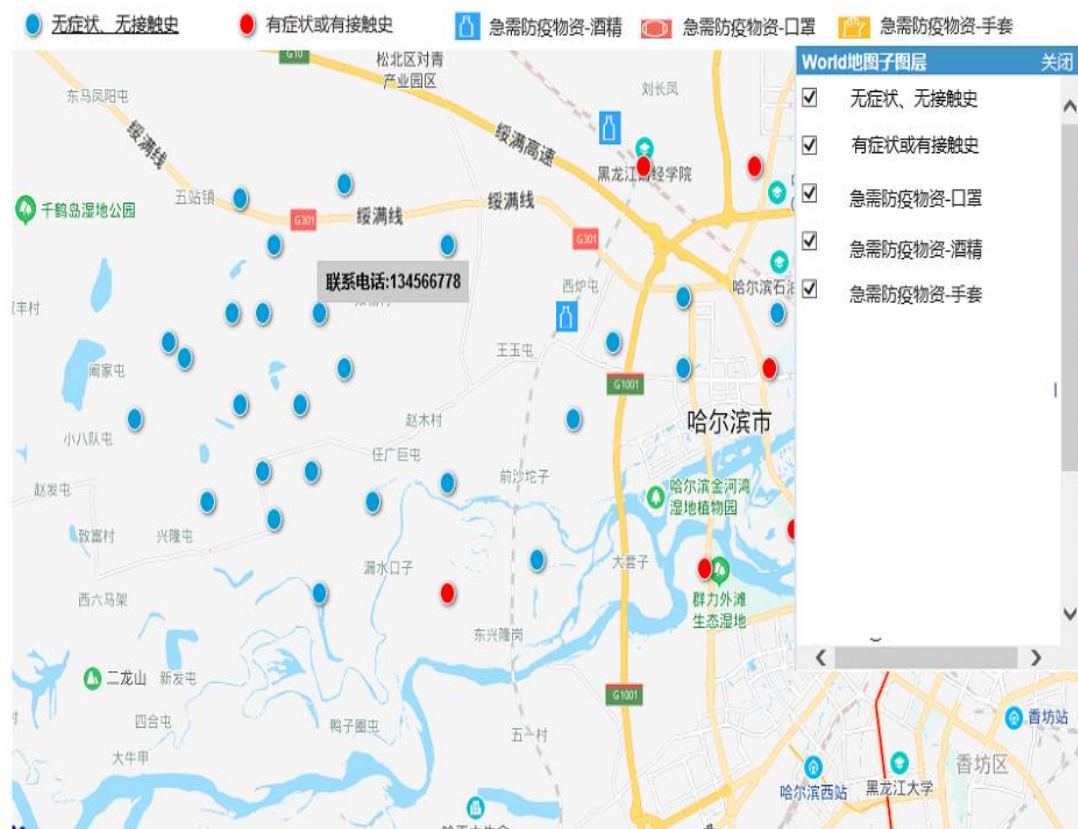 无症状、无接触史
有症状或有接触史
急需防疫物资-酒精
急需防疫物资-口罩
急需防疫物资-手套
World地图子图层
关闭
无症状、无接触史
有症状或有接触史
急需防疫物资-口罩
急需防疫物资-酒精
急需防疫物资-手套
G10
松北区对青
产业园区
东马凤阳屯
刘长凤
绥满线
绥满高速
黑龙江
经学院
五站镇
千鹤岛湿地公园
G301
绥满线
绥满线
G301
联系电话:134566778
西炉屯
哈尔滨石油
丰村
王玉屯
阇家屯
G1001
赵木村
哈尔滨市
小八队屯
任广巨屯
前沙坨子
赵发屯
哈尔滨金河湾
湿地植物园
致富村
兴隆屯
漏水口子
大喜子
西六马架
群力外滩
生态湿地
东兴隆岗
二龙山
新发屯
G1001
四合屯
鸭子圈屯
五一村
香坊站
大牛甲
香坊区
哈尔滨西站
黑龙江大学